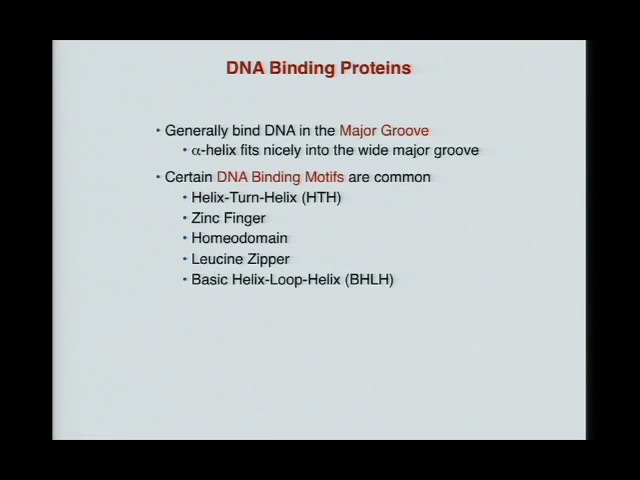 DNA Binding Proteins
• Generally bind DNA in the Major Groove
• α-helix fits nicely into the wide major groove
• Certain DNA Binding Motifs are common
• Helix-Turn-Helix (HTH)
• Zinc Finger
• Homeodomain
• Leucine Zipper
• Basic Helix-Loop-Helix (BHLH)